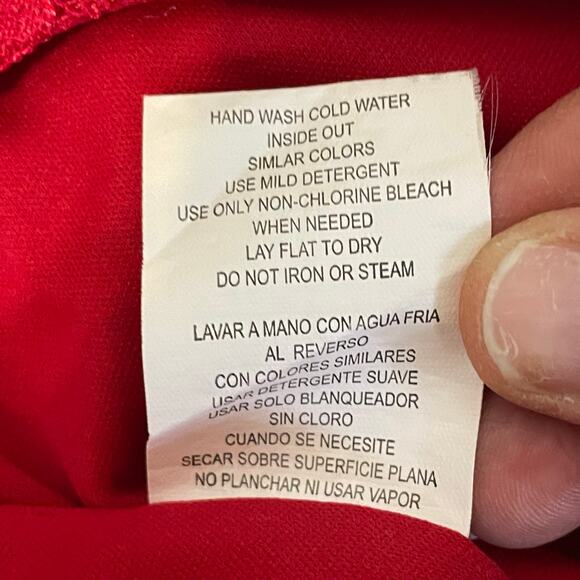 HAND WASH COLD WATER
INSIDE OUT
SIMLAR COLORS
USE MILD DETERGENT
USE ONLY NON-CHLORINE BLEACH
WHEN NEEDED
LAY FLAT TO DRY
DO NOT IRON OR STEAM
LAVAR A MANO CON AGUA FRIA
AL REVERSO
CON COLORES SIMILARES
USAR DETERGENTE SUAVE
USAR SOLO BLANQUEADOR
SIN CLORO
CUANDO SE NECESITE
SECAR SOBRE SUPERFICIE PLANA
NO PLANCHAR NI USAR VAPOR